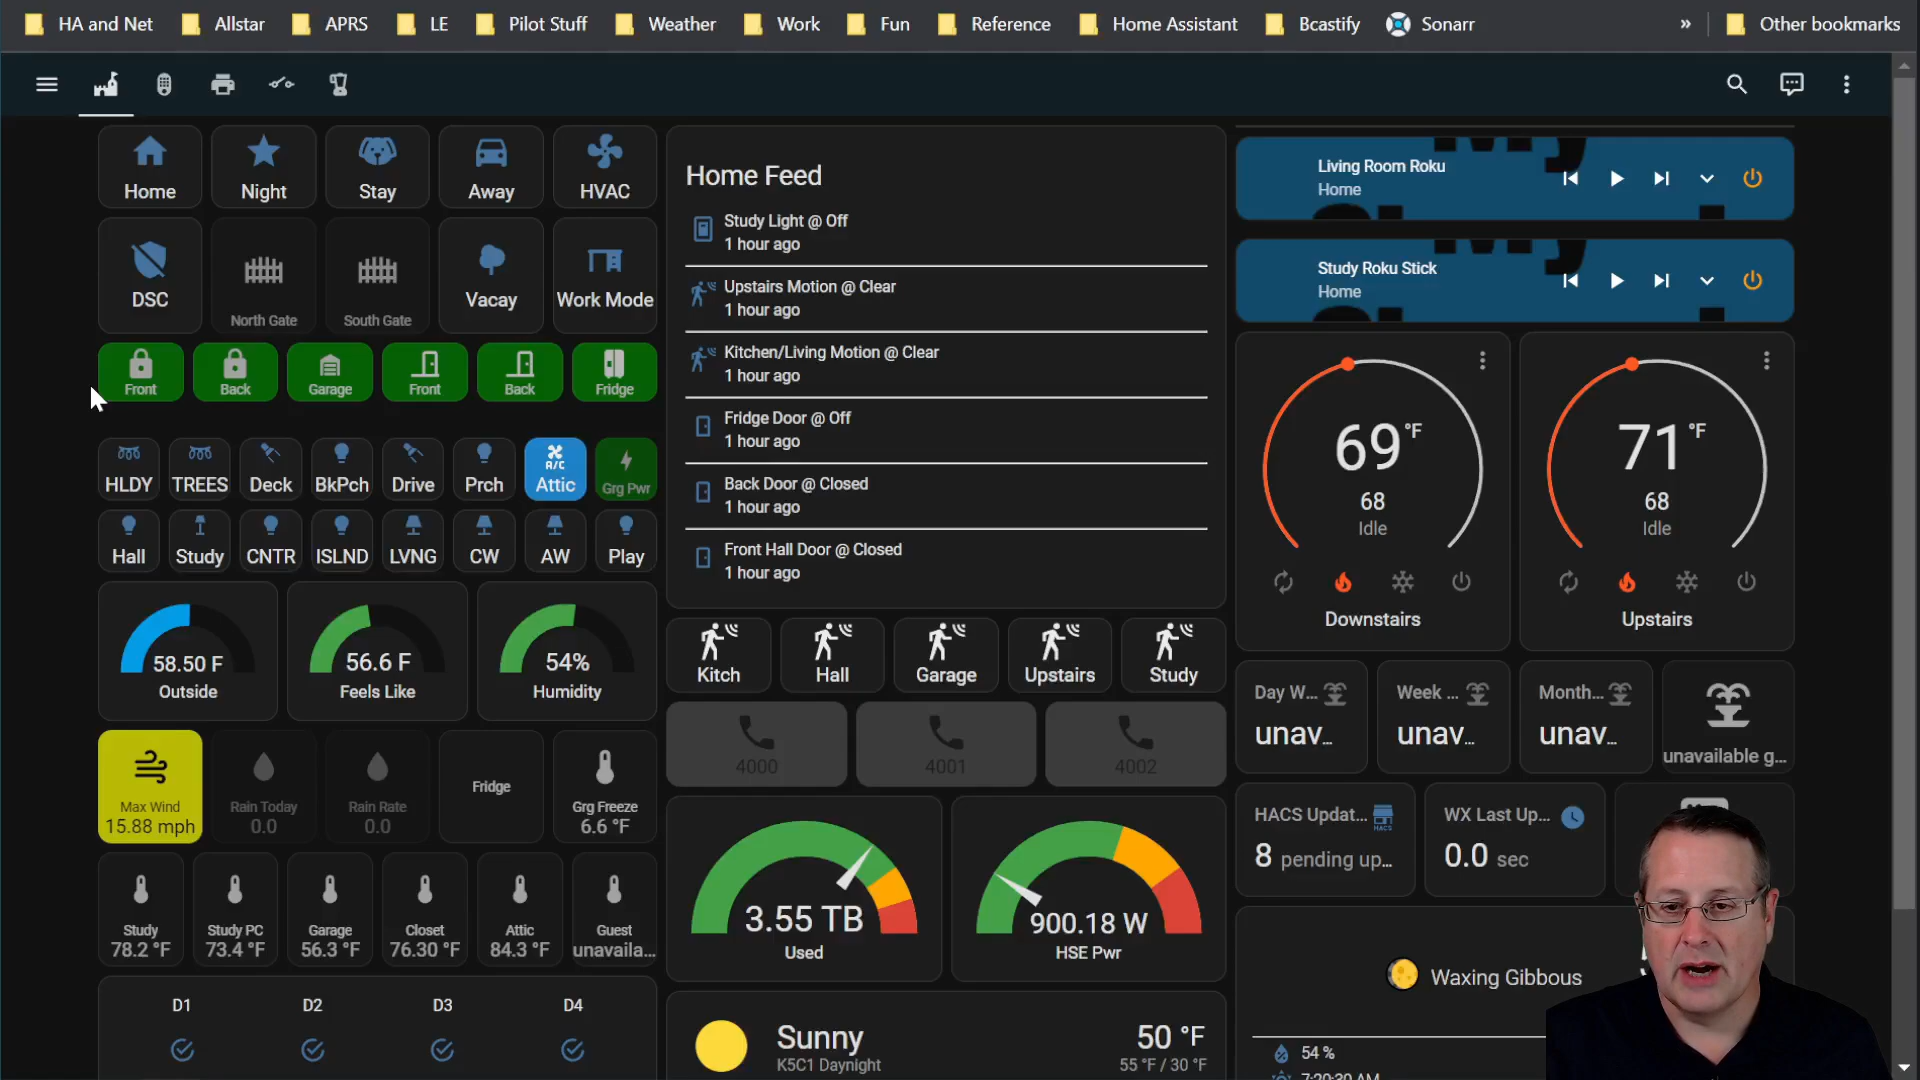 HA and Net
Allstar
APRS
LE
Pilot Stuff
Weather
Work
Fun
Reference
Home Assistant
Bcastify
Sonarr
»
Other bookmarks
Home
Night
Stay
Away
HVAC
DSC
North Gate
South Gate
Vacay
Work Mode
Front
Back
Garage
Front
Back
Fridge
HLDY
TREES
Deck
BkPch
Drive
Prch
A/C
Attic
Grg Pwr
Hall
Study
CNTR
ISLND
LVNG
CW
AW
Play
58.50 F
Outside
56.6 F
Feels Like
54%
Humidity
Max Wind
15.88 mph
Rain Today
0.0
Rain Rate
0.0
Fridge
Grg Freeze
6.6 °F
Study
78.2 °F
Study PC
73.4 °F
Garage
56.3 °F
Closet
76.30 °F
Attic
84.3 °F
Guest
unavaila...
D1
D2
D3
D4
Home Feed
Study Light @ Off
1 hour ago
Upstairs Motion @ Clear
1 hour ago
Kitchen/Living Motion @ Clear
1 hour ago
Fridge Door @ Off
1 hour ago
Back Door @ Closed
1 hour ago
Front Hall Door @ Closed
1 hour ago
Kitch
Hall
Garage
Upstairs
Study
4000
4001
4002
3.55 TB
Used
900.18 W
HSE Pwr
Sunny
K5C1 Daynight
50 °F
55 °F / 30 °F
Living Room Roku
Home
Study Roku Stick
Home
69 °F
68
Idle
Downstairs
71 °F
68
Idle
Upstairs
Day W...
unav...
Week ...
unav...
Month...
unav...
unavailable g...
HACS Updat...
HACS
8 pending up...
WX Last Up...
0.0 sec
Waxing Gibbous
54 %
7:20:30 AM